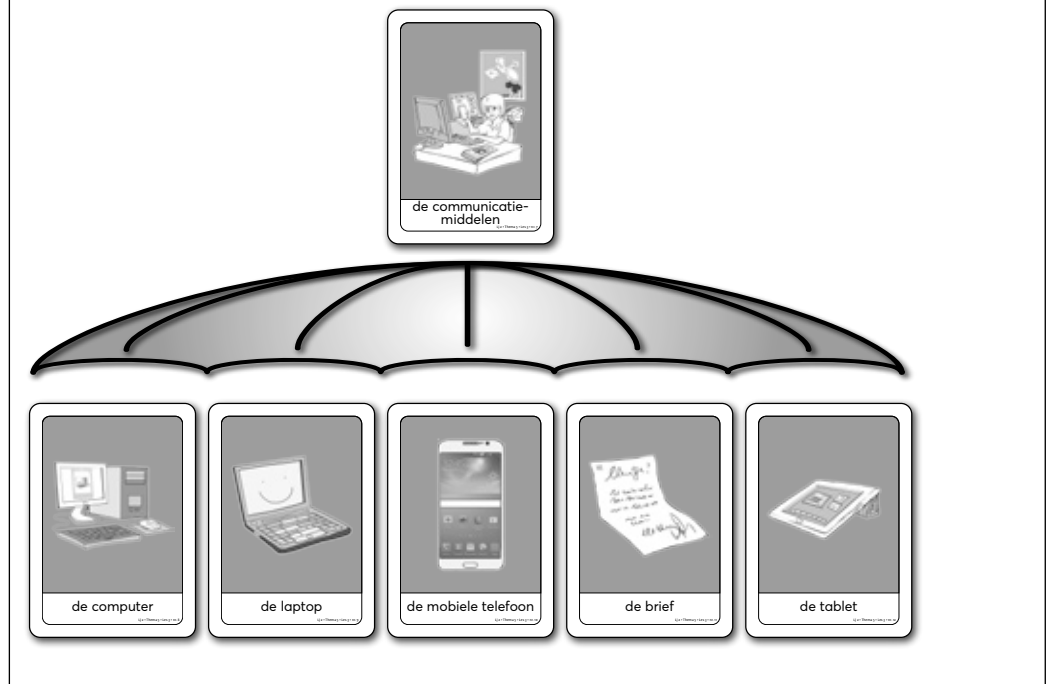 de communicatie-
middelen
de computer
de laptop
de mobiele telefoon
de brief
de tablet